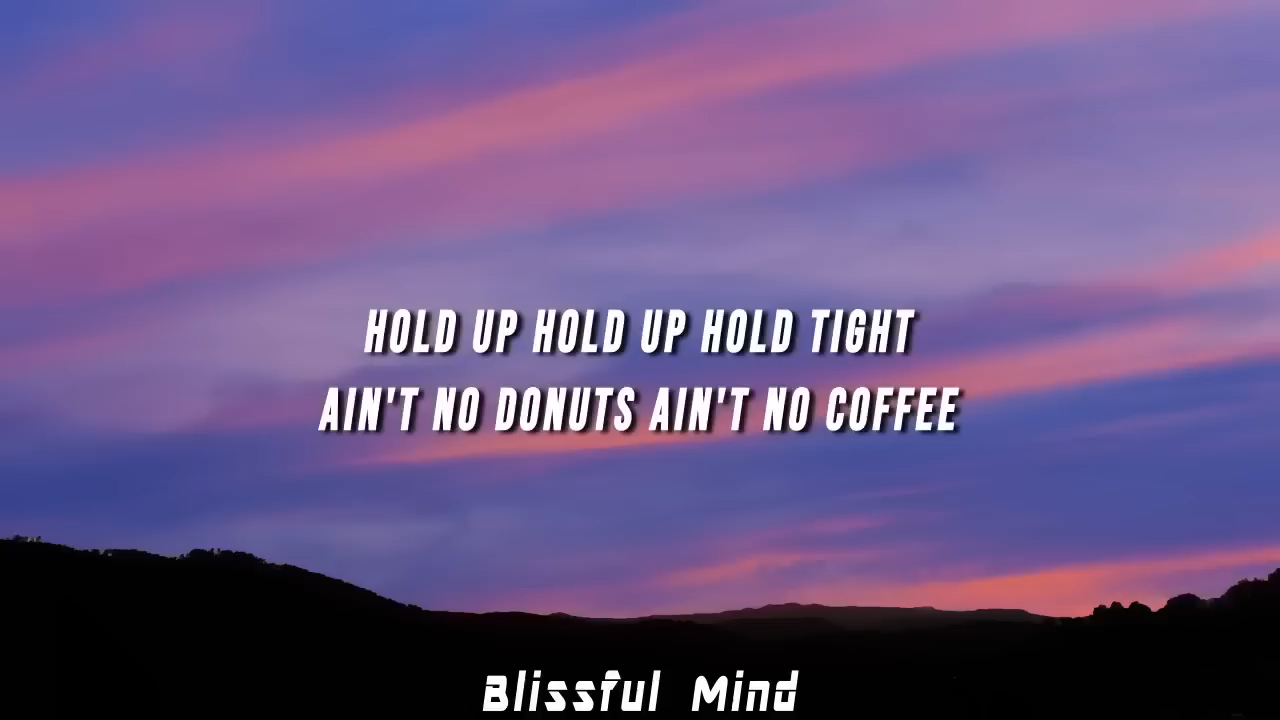 HOLD UP HOLD UP HOLD TIGHT
AIN'T NO DONUTS AIN'T NO COFFEE
Blissful Mind